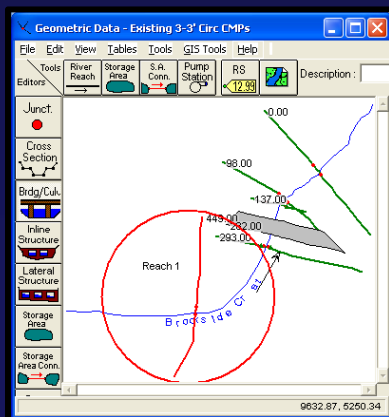 Geometric Data - Existing 3-3' Circ CMPs
File Edit View Tables Tools GIS Tools Help
Tools
Editors
River
Reach
Storage
Area
S.A.
Conn.
Pump
Station
RS
12.99
Description :
Junct.
Cross
Section
Brdg/Culv.
Inline
Structure
Lateral
Structure
Storage
Area
Storage
Area Conn.
0.00
-98.00
-137.00
449.00
-232.00
-293.00
Reach 1
Brookside Cr
9632.87, 5250.34